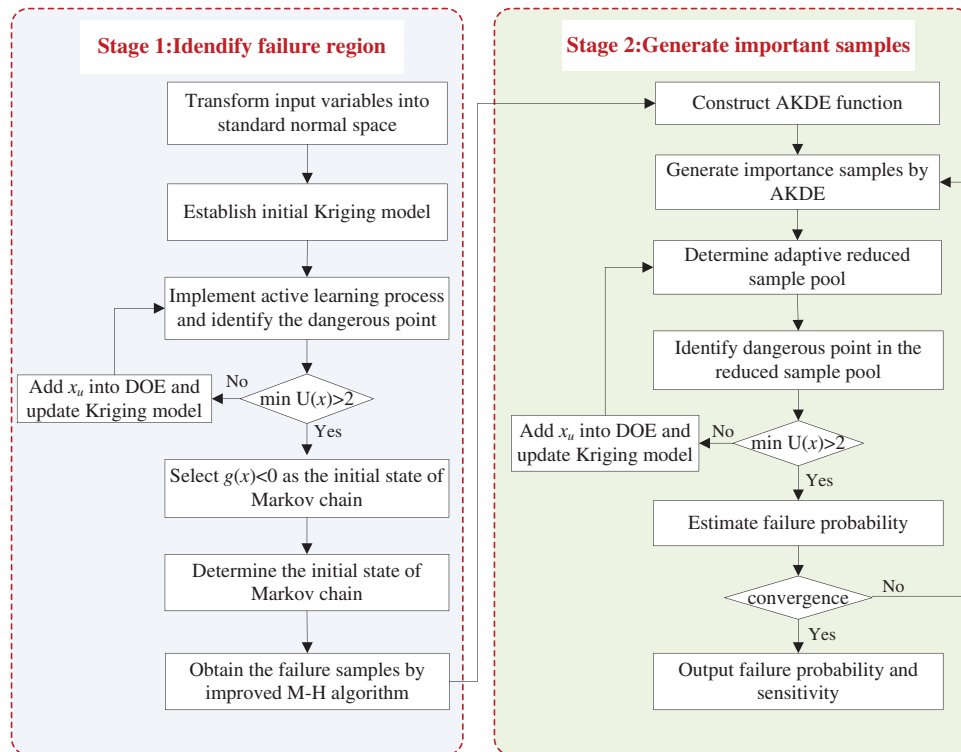 Stage 1:Idendify failure region
Transform input variables into
standard normal space
Establish initial Kriging model
Implement active learning process
and identify the dangerous point
Add xu into DOE and
update Kriging model
No
min U(x)>2
Yes
Select g(x)<0 as the initial state of
Markov chain
Determine the initial state of
Markov chain
Obtain the failure samples by
improved M-H algorithm
Stage 2:Generate important samples
Construct AKDE function
Generate importance samples by
AKDE
Determine adaptive reduced
sample pool
Identify dangerous point in the
reduced sample pool
Add xu into DOE and
update Kriging model
No
min U(x)>2
Yes
Estimate failure probability
convergence
No
Yes
Output failure probability and
sensitivity